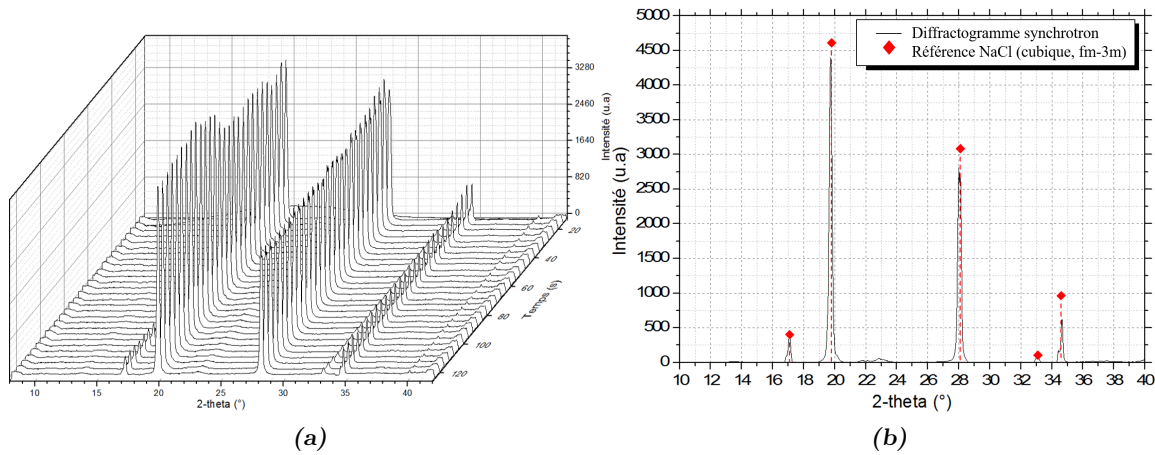 3280
2460
1640
820
0
Intensité (u.a)
20
40
60
80
100
120
Temps (s)
10
15
20
25
30
35
40
2-theta (°)
(a)
5000
4500
4000
3500
3000
2500
2000
1500
1000
500
0
Intensité (u.a)
Diffractogramme synchrotron
Référence NaCl (cubique, fm-3m)
10 12 14 16 18 20 22 24 26 28 30 32 34 36 38 40
2-theta (°)
(b)